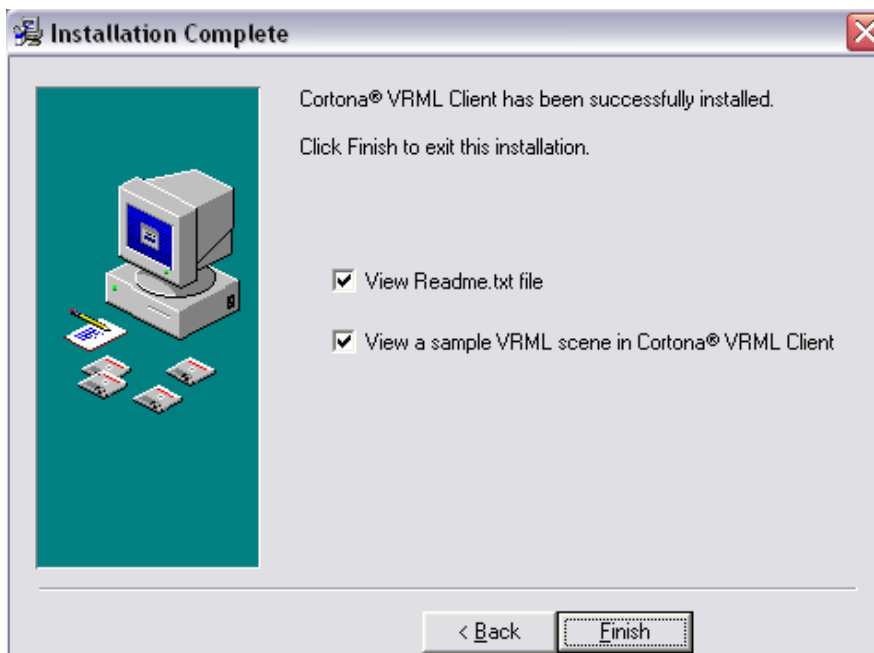 Installation Complete
Cortona® VRML Client has been successfully installed.
Click Finish to exit this installation.
View Readme.txt file
View a sample VRML scene in Cortona® VRML Client
< Back
Finish